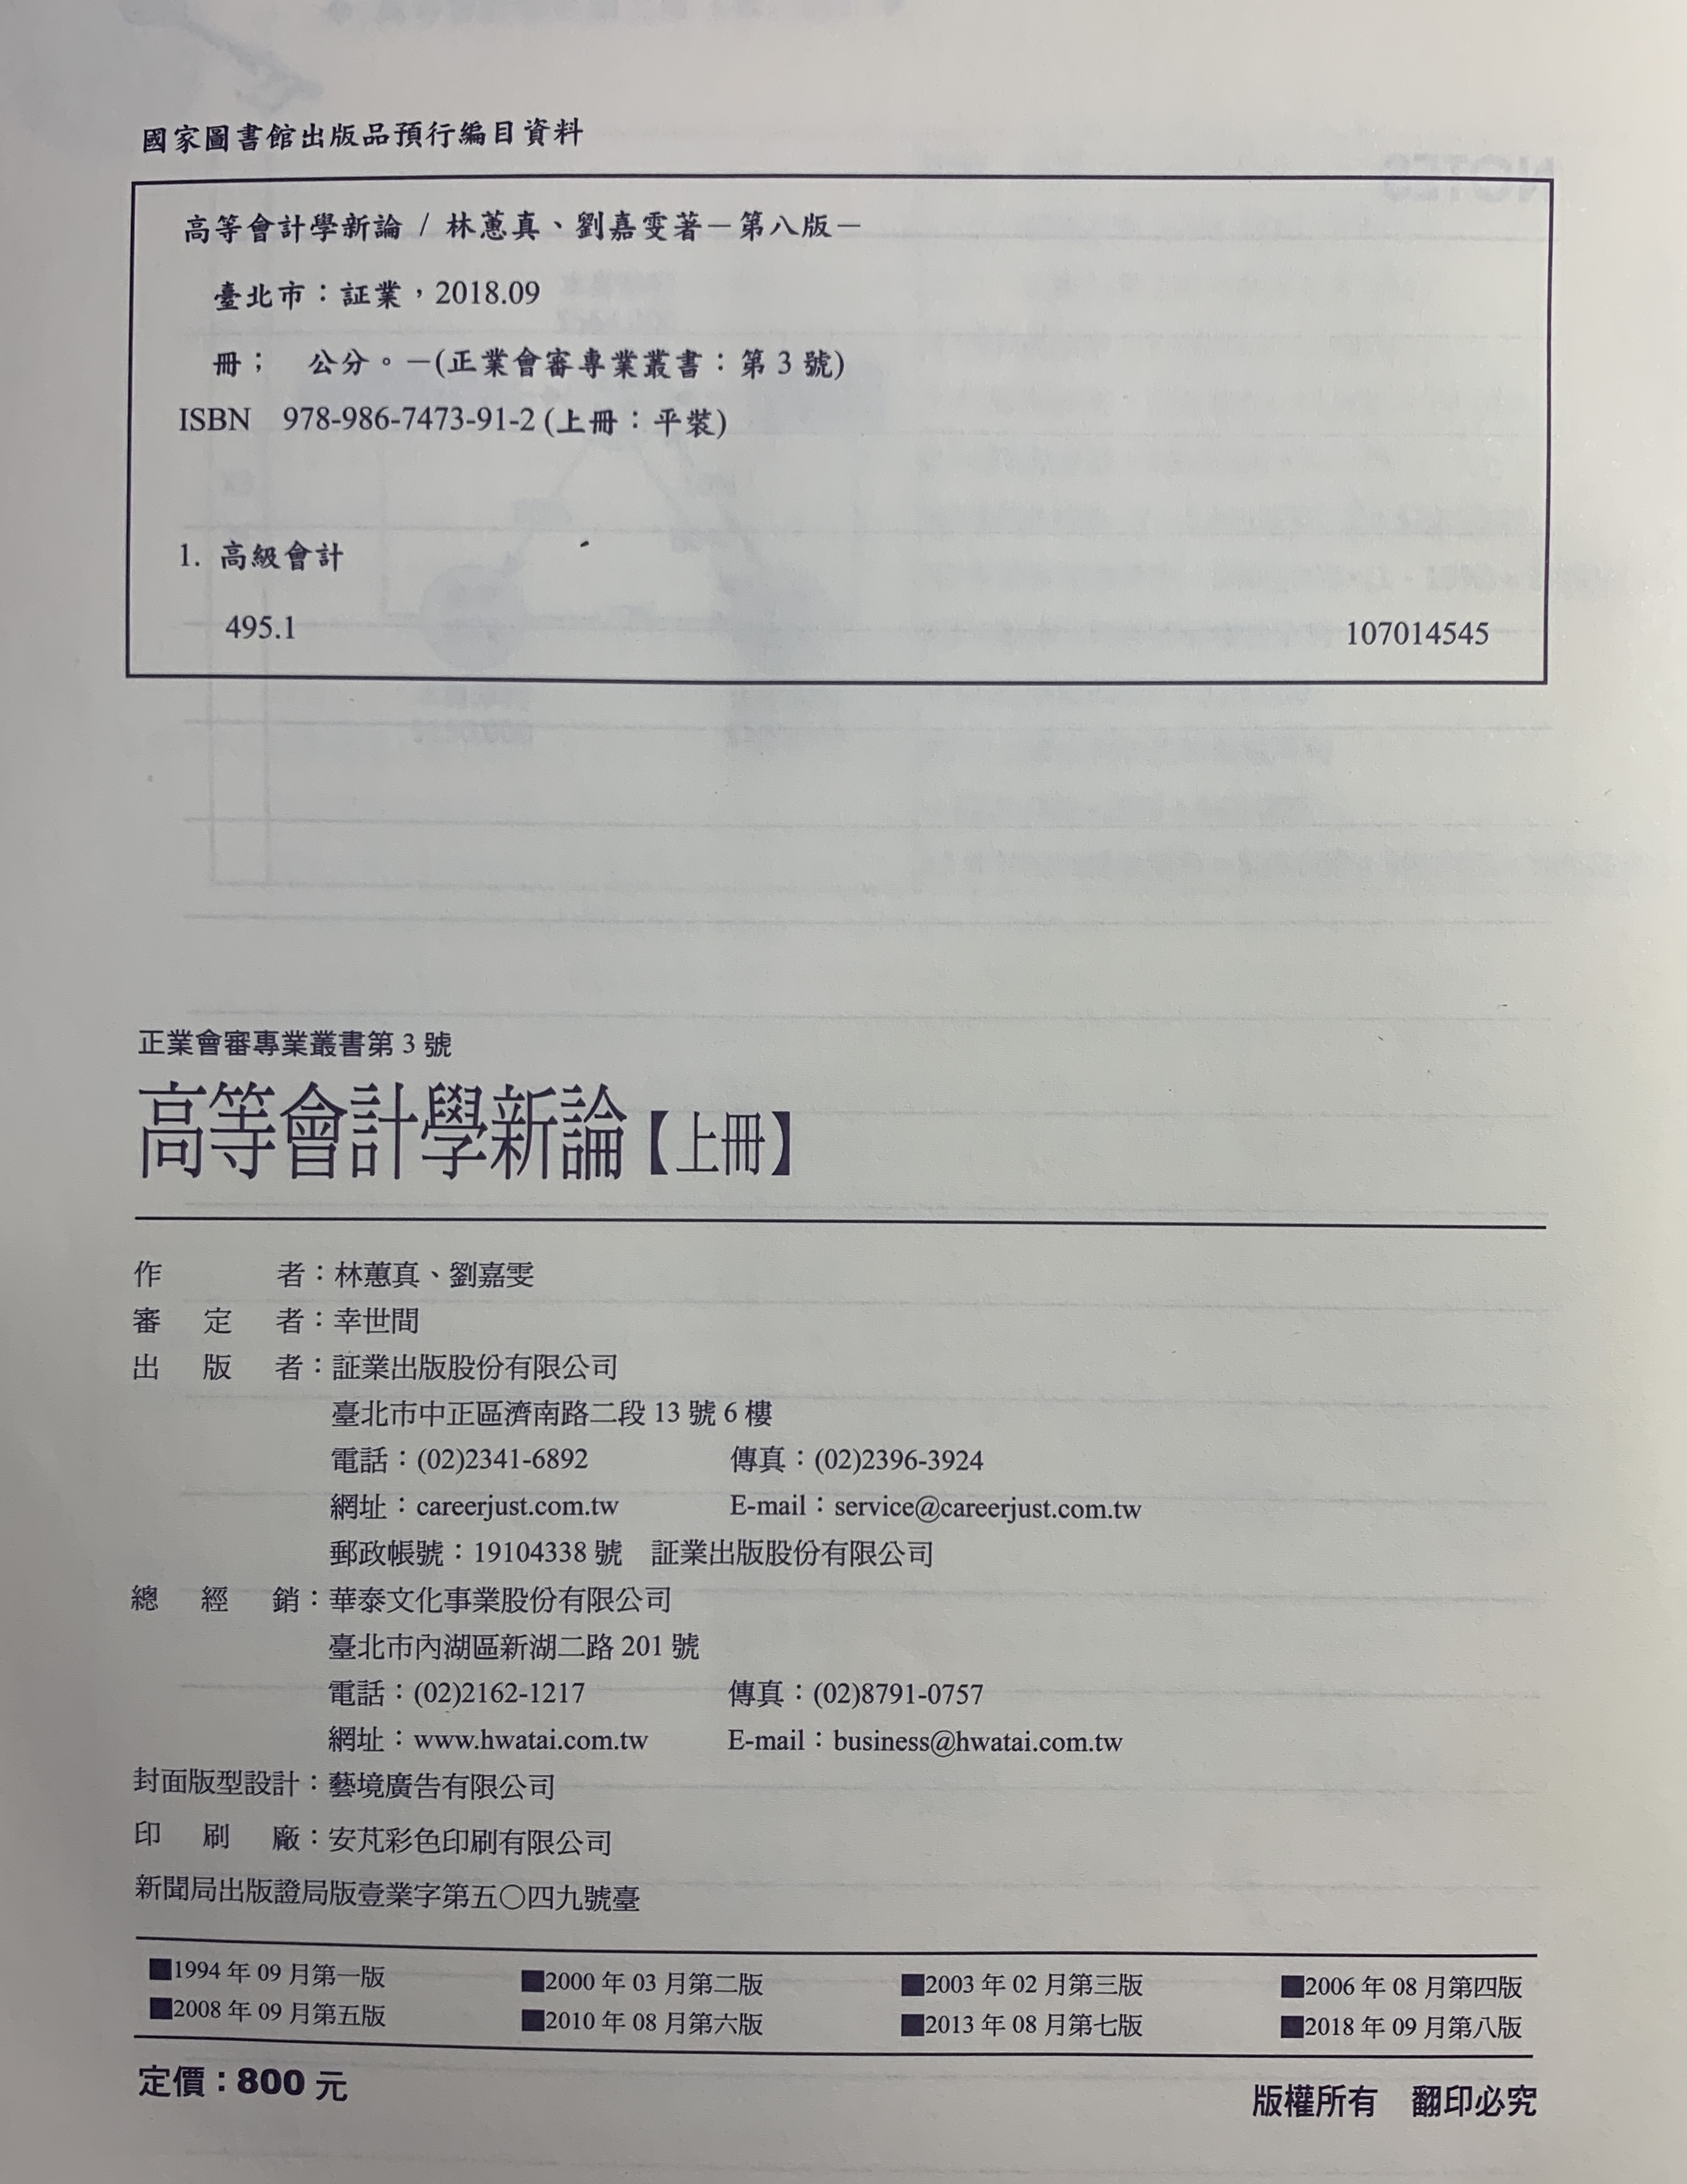 國家圖書館出版品預行編目資料
高等會計學新論 / 林蕙真、劉嘉雯著－第八版－
臺北市：証業，2018.09
冊；　公分。－(正業會審專業叢書：第 3 號)
ISBN　978-986-7473-91-2 (上冊：平裝)
1. 高級會計
495.1　107014545
正業會審專業叢書第 3 號
高等會計學新論【上冊】
作者：林蕙真、劉嘉雯
審定者：幸世間
出版者：証業出版股份有限公司
臺北市中正區濟南路二段 13 號 6 樓
電話：(02)2341-6892　傳真：(02)2396-3924
網址：careerjust.com.tw　E-mail：service@careerjust.com.tw
郵政帳號：19104338 號　証業出版股份有限公司
總經銷：華泰文化事業股份有限公司
臺北市內湖區新湖二路 201 號
電話：(02)2162-1217　傳真：(02)8791-0757
網址：www.hwatai.com.tw　E-mail：business@hwatai.com.tw
封面版型設計：藝境廣告有限公司
印刷廠：安芃彩色印刷有限公司
新聞局出版證局版壹業字第五〇四九號臺
■1994 年 09 月第一版　■2000 年 03 月第二版　■2003 年 02 月第三版　■2006 年 08 月第四版
■2008 年 09 月第五版　■2010 年 08 月第六版　■2013 年 08 月第七版　■2018 年 09 月第八版
定價：800 元
版權所有　翻印必究